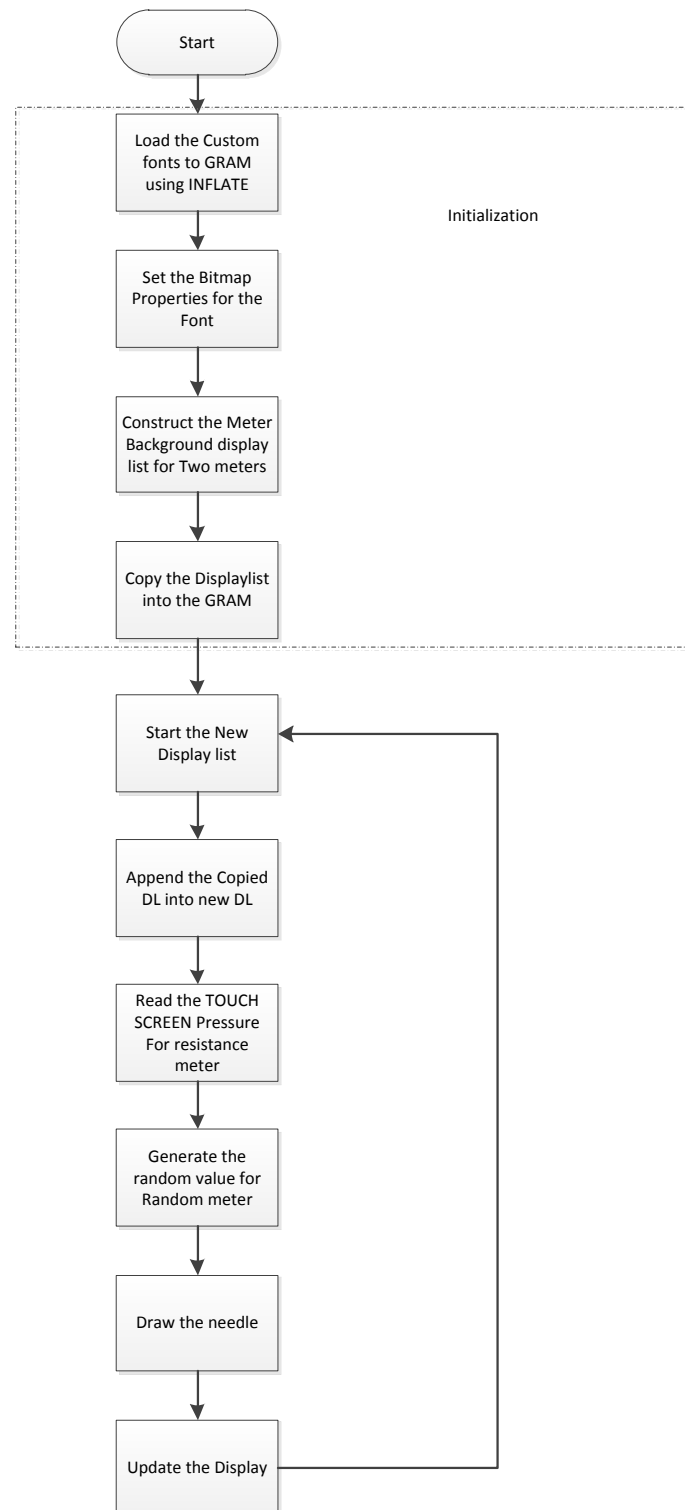 Start
Load the Custom
fonts to GRAM
using INFLATE
Initialization
Set the Bitmap
Properties for the
Font
Construct the Meter
Background display
list for Two meters
Copy the Displaylist
into the GRAM
Start the New
Display list
Append the Copied
DL into new DL
Read the TOUCH
SCREEN Pressure
For resistance
meter
Generate the
random value for
Random meter
Draw the needle
Update the Display